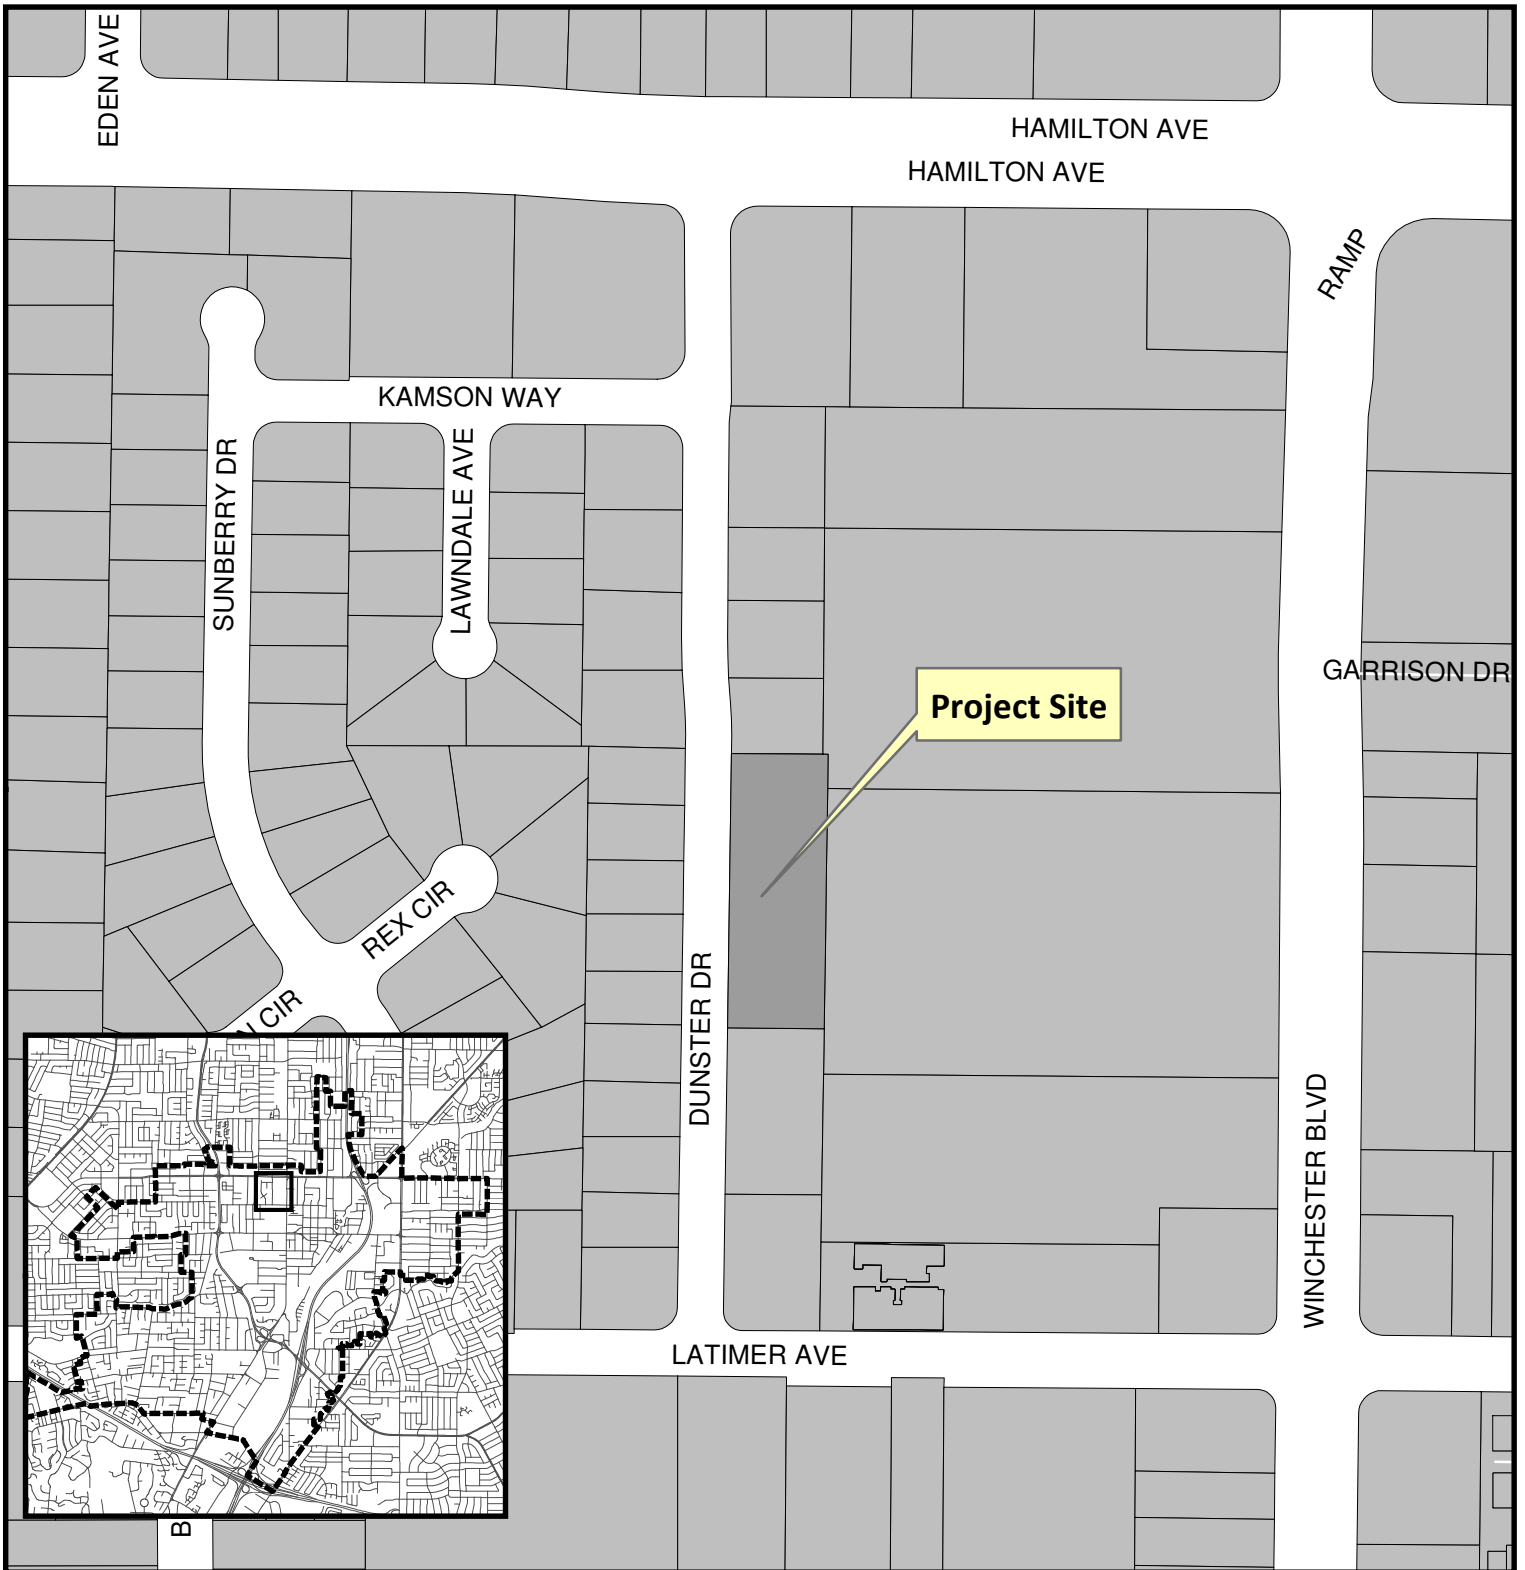 EDEN AVE
HAMILTON AVE
HAMILTON AVE
RAMP
KAMSON WAY
SUNBERRY DR
LAWNDALE AVE
GARRISON DR
Project Site
REX CIR
N CIR
DUNSTER DR
WINCHESTER BLVD
LATIMER AVE
B